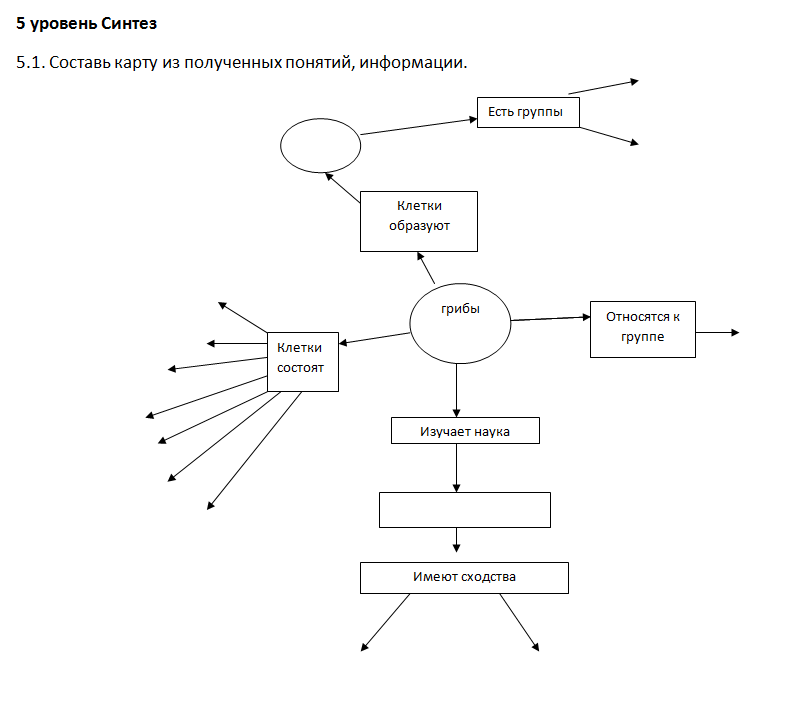 5 уровень Синтез
5.1. Составь карту из полученных понятий, информации.
Есть группы
Клетки
образуют
грибы
Относятся к
группе
Клетки
состоят
Изучает наука
Имеют сходства